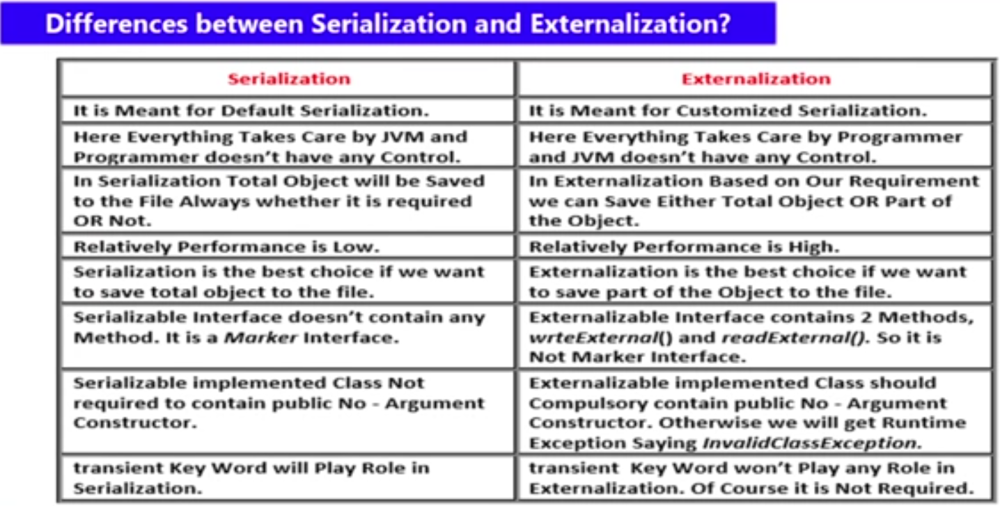 Differences between Serialization and Externalization?
Serialization
Externalization
It is Meant for Default Serialization.
It is Meant for Customized Serialization.
Here Everything Takes Care by JVM and
Programmer doesn't have any Control.
Here Everything Takes Care by Programmer
and JVM doesn't have any Control.
In Serialization Total Object will be Saved
to the File Always whether it is required
OR Not.
In Externalization Based on Our Requirement
we can Save Either Total Object OR Part of
the Object.
Relatively Performance is Low.
Relatively Performance is High.
Serialization is the best choice if we want
to save total object to the file.
Externalization is the best choice if we want
to save part of the Object to the file.
Serializable Interface doesn't contain any
Method. It is a Marker Interface.
Externalizable Interface contains 2 Methods,
wrteExternal() and readExternal(). So it is
Not Marker Interface.
Serializable implemented Class Not
required to contain public No - Argument
Constructor.
Externalizable implemented Class should
Compulsory contain public No - Argument
Constructor. Otherwise we will get Runtime
Exception Saying InvalidClassException.
transient Key Word will Play Role in
Serialization.
transient Key Word won't Play any Role in
Externalization. Of Course it is Not Required.